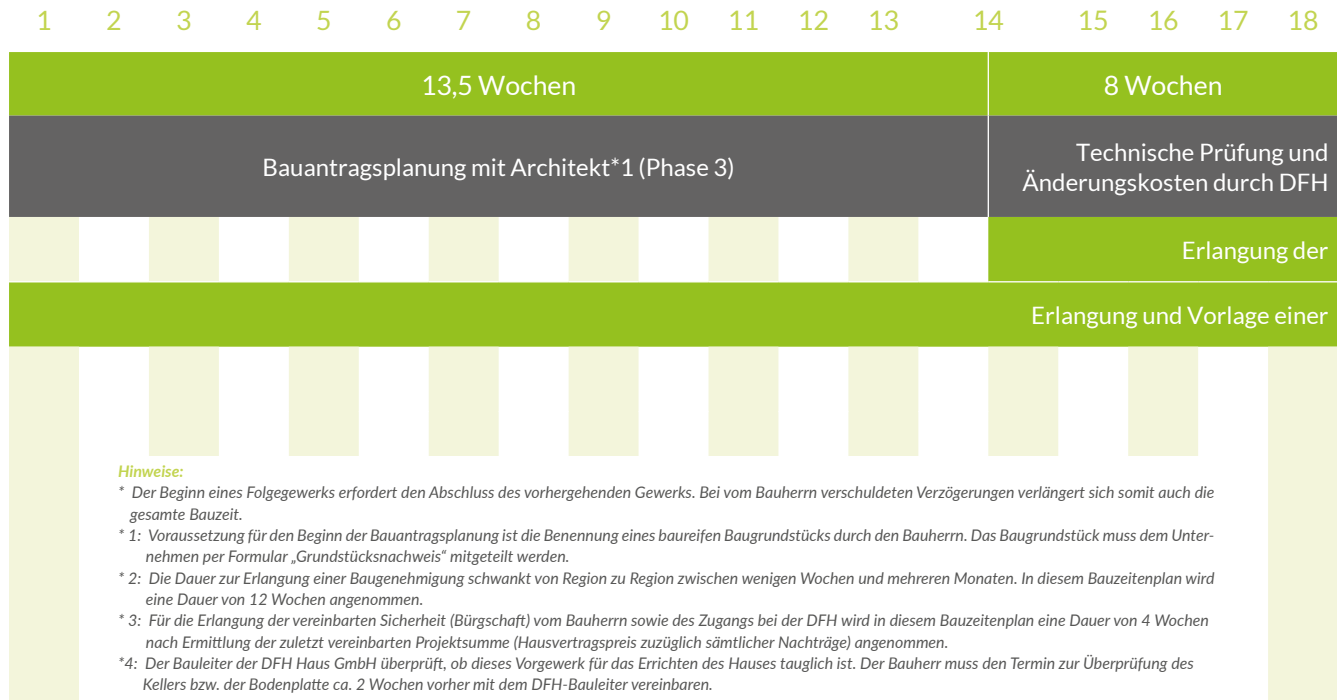 1 2 3 4 5 6 7 8 9 10 11 12 13 14 15 16 17 18
13,5 Wochen 8 Wochen
Bauantragsplanung mit Architekt*1 (Phase 3)
Technische Prüfung und
Änderungskosten durch DFH
Erlangung der
Erlangung und Vorlage einer
Hinweise:
* Der Beginn eines Folgegewerks erfordert den Abschluss des vorhergehenden Gewerks. Bei vom Bauherrn verschuldeten Verzögerungen verlängert sich somit auch die
gesamte Bauzeit.
* 1: Voraussetzung für den Beginn der Bauantragsplanung ist die Benennung eines baureifen Baugrundstücks durch den Bauherrn. Das Baugrundstück muss dem Unter-
nehmen per Formular „Grundstücksnachweis“ mitgeteilt werden.
* 2: Die Dauer zur Erlangung einer Baugenehmigung schwankt von Region zu Region zwischen wenigen Wochen und mehreren Monaten. In diesem Bauzeitenplan wird
eine Dauer von 12 Wochen angenommen.
* 3: Für die Erlangung der vereinbarten Sicherheit (Bürgschaft) vom Bauherrn sowie des Zugangs bei der DFH wird in diesem Bauzeitenplan eine Dauer von 4 Wochen
nach Ermittlung der zuletzt vereinbarten Projektsumme (Hausvertragspreis zuzüglich sämtlicher Nachträge) angenommen.
*4: Der Bauleiter der DFH Haus GmbH überprüft, ob dieses Vorgewerk für das Errichten des Hauses tauglich ist. Der Bauherr muss den Termin zur Überprüfung des
Kellers bzw. der Bodenplatte ca. 2 Wochen vorher mit dem DFH-Bauleiter vereinbaren.